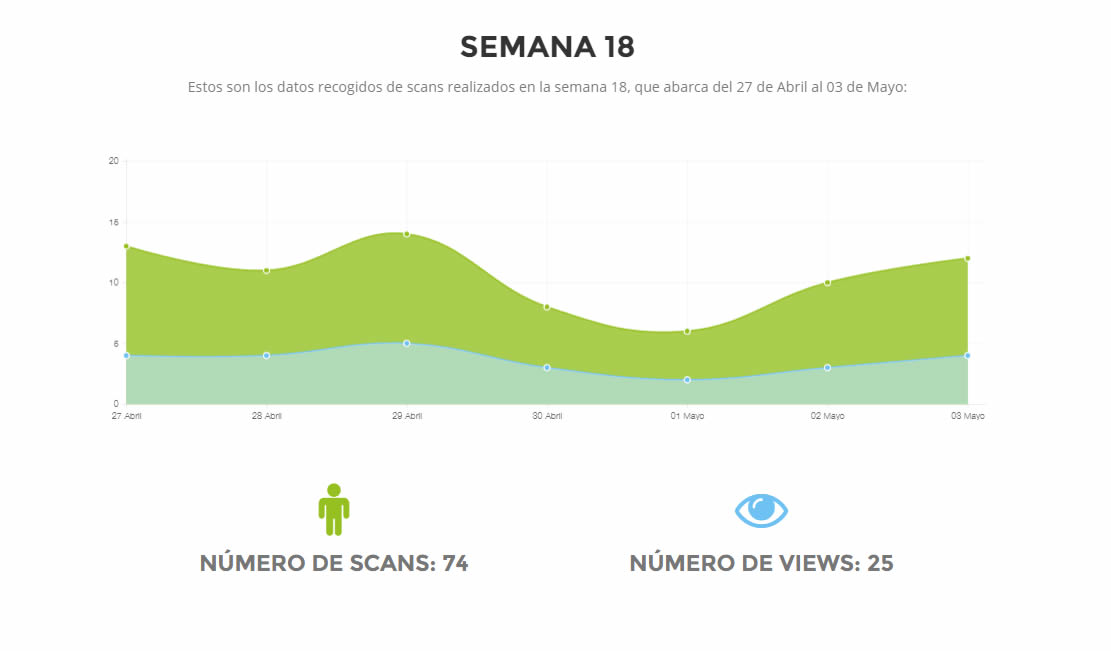 SEMANA 18
Estos son los datos recogidos de scans realizados en la semana 18, que abarca del 27 de Abril al 03 de Mayo:
20
15
10
5
0
27 Abril 28 Abril 29 Abril 30 Abril 01 Mayo 02 Mayo 03 Mayo
NÚMERO DE SCANS: 74 NÚMERO DE VIEWS: 25